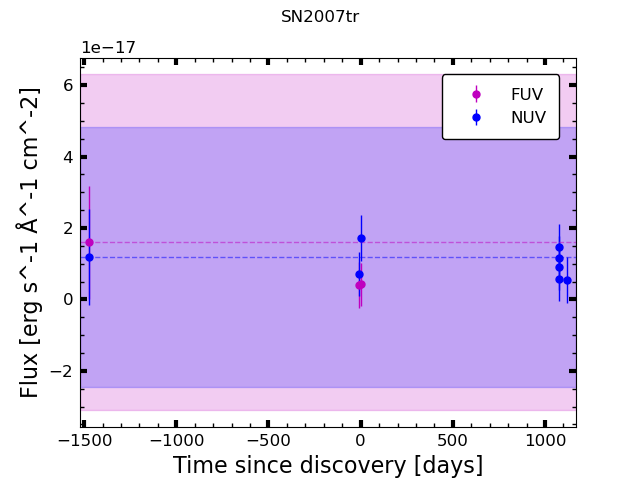 SN2007tr
1e−17
6
4
2
0
−2
FUV
NUV
Flux [erg s^-1 Å^-1 cm^-2]
−1500
−1000
−500
0
500
1000
Time since discovery [days]